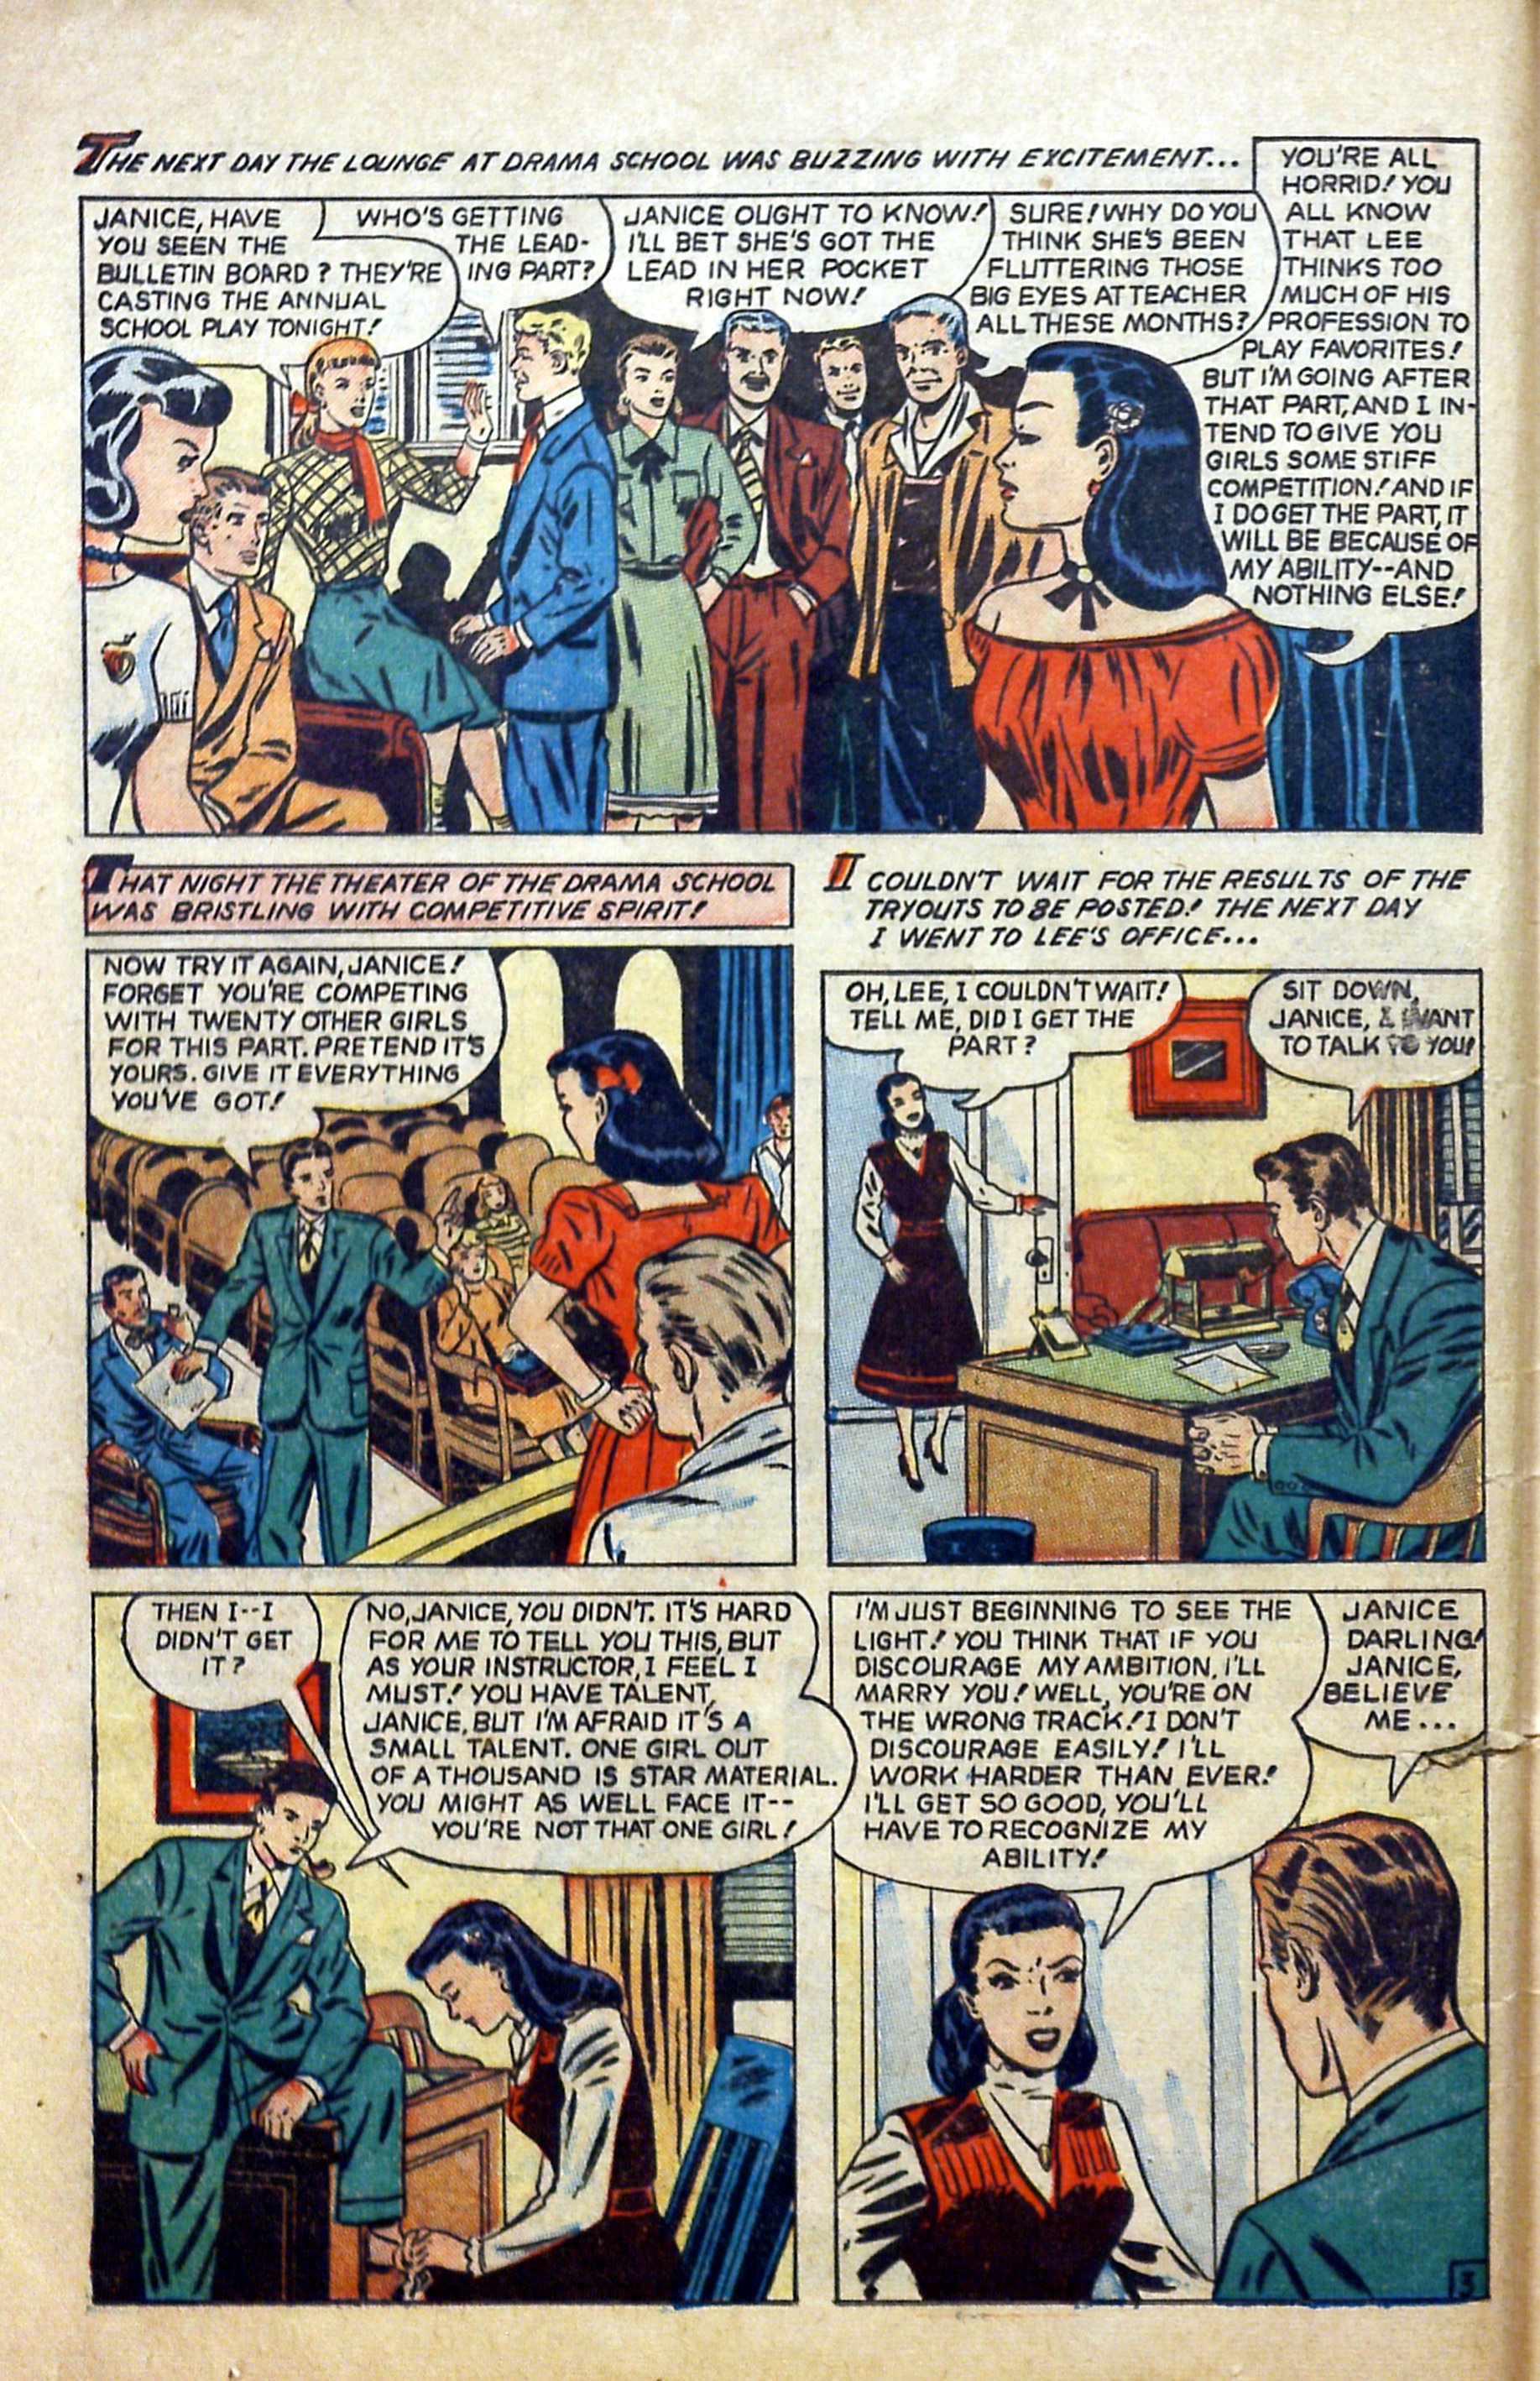 THE NEXT DAY THE LOUNGE AT DRAMA SCHOOL WAS BUZZING WITH EXCITEMENT...
JANICE, HAVE
YOU SEEN THE
BULLETIN BOARD? THEY'RE
CASTING THE ANNUAL
SCHOOL PLAY TONIGHT!
WHO'S GETTING
THE LEAD-
ING PART?
JANICE OUGHT TO KNOW!
I'LL BET SHE'S GOT THE
LEAD IN HER POCKET
RIGHT NOW!
SURE! WHY DO YOU
THINK SHE'S BEEN
FLUTTERING THOSE
BIG EYES AT TEACHER
ALL THESE MONTHS?
YOU'RE ALL
HORRID! YOU
ALL KNOW
THAT LEE
THINKS TOO
MUCH OF HIS
PROFESSION TO
PLAY FAVORITES!
BUT I'M GOING AFTER
THAT PART, AND I IN-
TEND TO GIVE YOU
GIRLS SOME STIFF
COMPETITION! AND IF
I DO GET THE PART, IT
WILL BE BECAUSE OF
MY ABILITY--AND
NOTHING ELSE!
THAT NIGHT THE THEATER OF THE DRAMA SCHOOL
WAS BRISTLING WITH COMPETITIVE SPIRIT!
NOW TRY IT AGAIN, JANICE!
FORGET YOU'RE COMPETING
WITH TWENTY OTHER GIRLS
FOR THIS PART. PRETEND IT'S
YOURS. GIVE IT EVERYTHING
YOU'VE GOT!
I COULDN'T WAIT FOR THE RESULTS OF THE
TRYOUTS TO BE POSTED! THE NEXT DAY
I WENT TO LEE'S OFFICE...
OH, LEE, I COULDN'T WAIT!
TELL ME, DID I GET THE
PART?
SIT DOWN,
JANICE, I WANT
TO TALK TO YOU!
THEN I--I
DIDN'T GET
IT?
NO, JANICE, YOU DIDN'T. IT'S HARD
FOR ME TO TELL YOU THIS, BUT
AS YOUR INSTRUCTOR, I FEEL I
MUST! YOU HAVE TALENT,
JANICE, BUT I'M AFRAID IT'S A
SMALL TALENT. ONE GIRL OUT
OF A THOUSAND IS STAR MATERIAL.
YOU MIGHT AS WELL FACE IT--
YOU'RE NOT THAT ONE GIRL!
I'M JUST BEGINNING TO SEE THE
LIGHT! YOU THINK THAT IF YOU
DISCOURAGE MY AMBITION, I'LL
MARRY YOU! WELL, YOU'RE ON
THE WRONG TRACK! I DON'T
DISCOURAGE EASILY! I'LL
WORK HARDER THAN EVER!
I'LL GET SO GOOD, YOU'LL
HAVE TO RECOGNIZE MY
ABILITY!
JANICE
DARLING!
JANICE,
BELIEVE
ME...
3